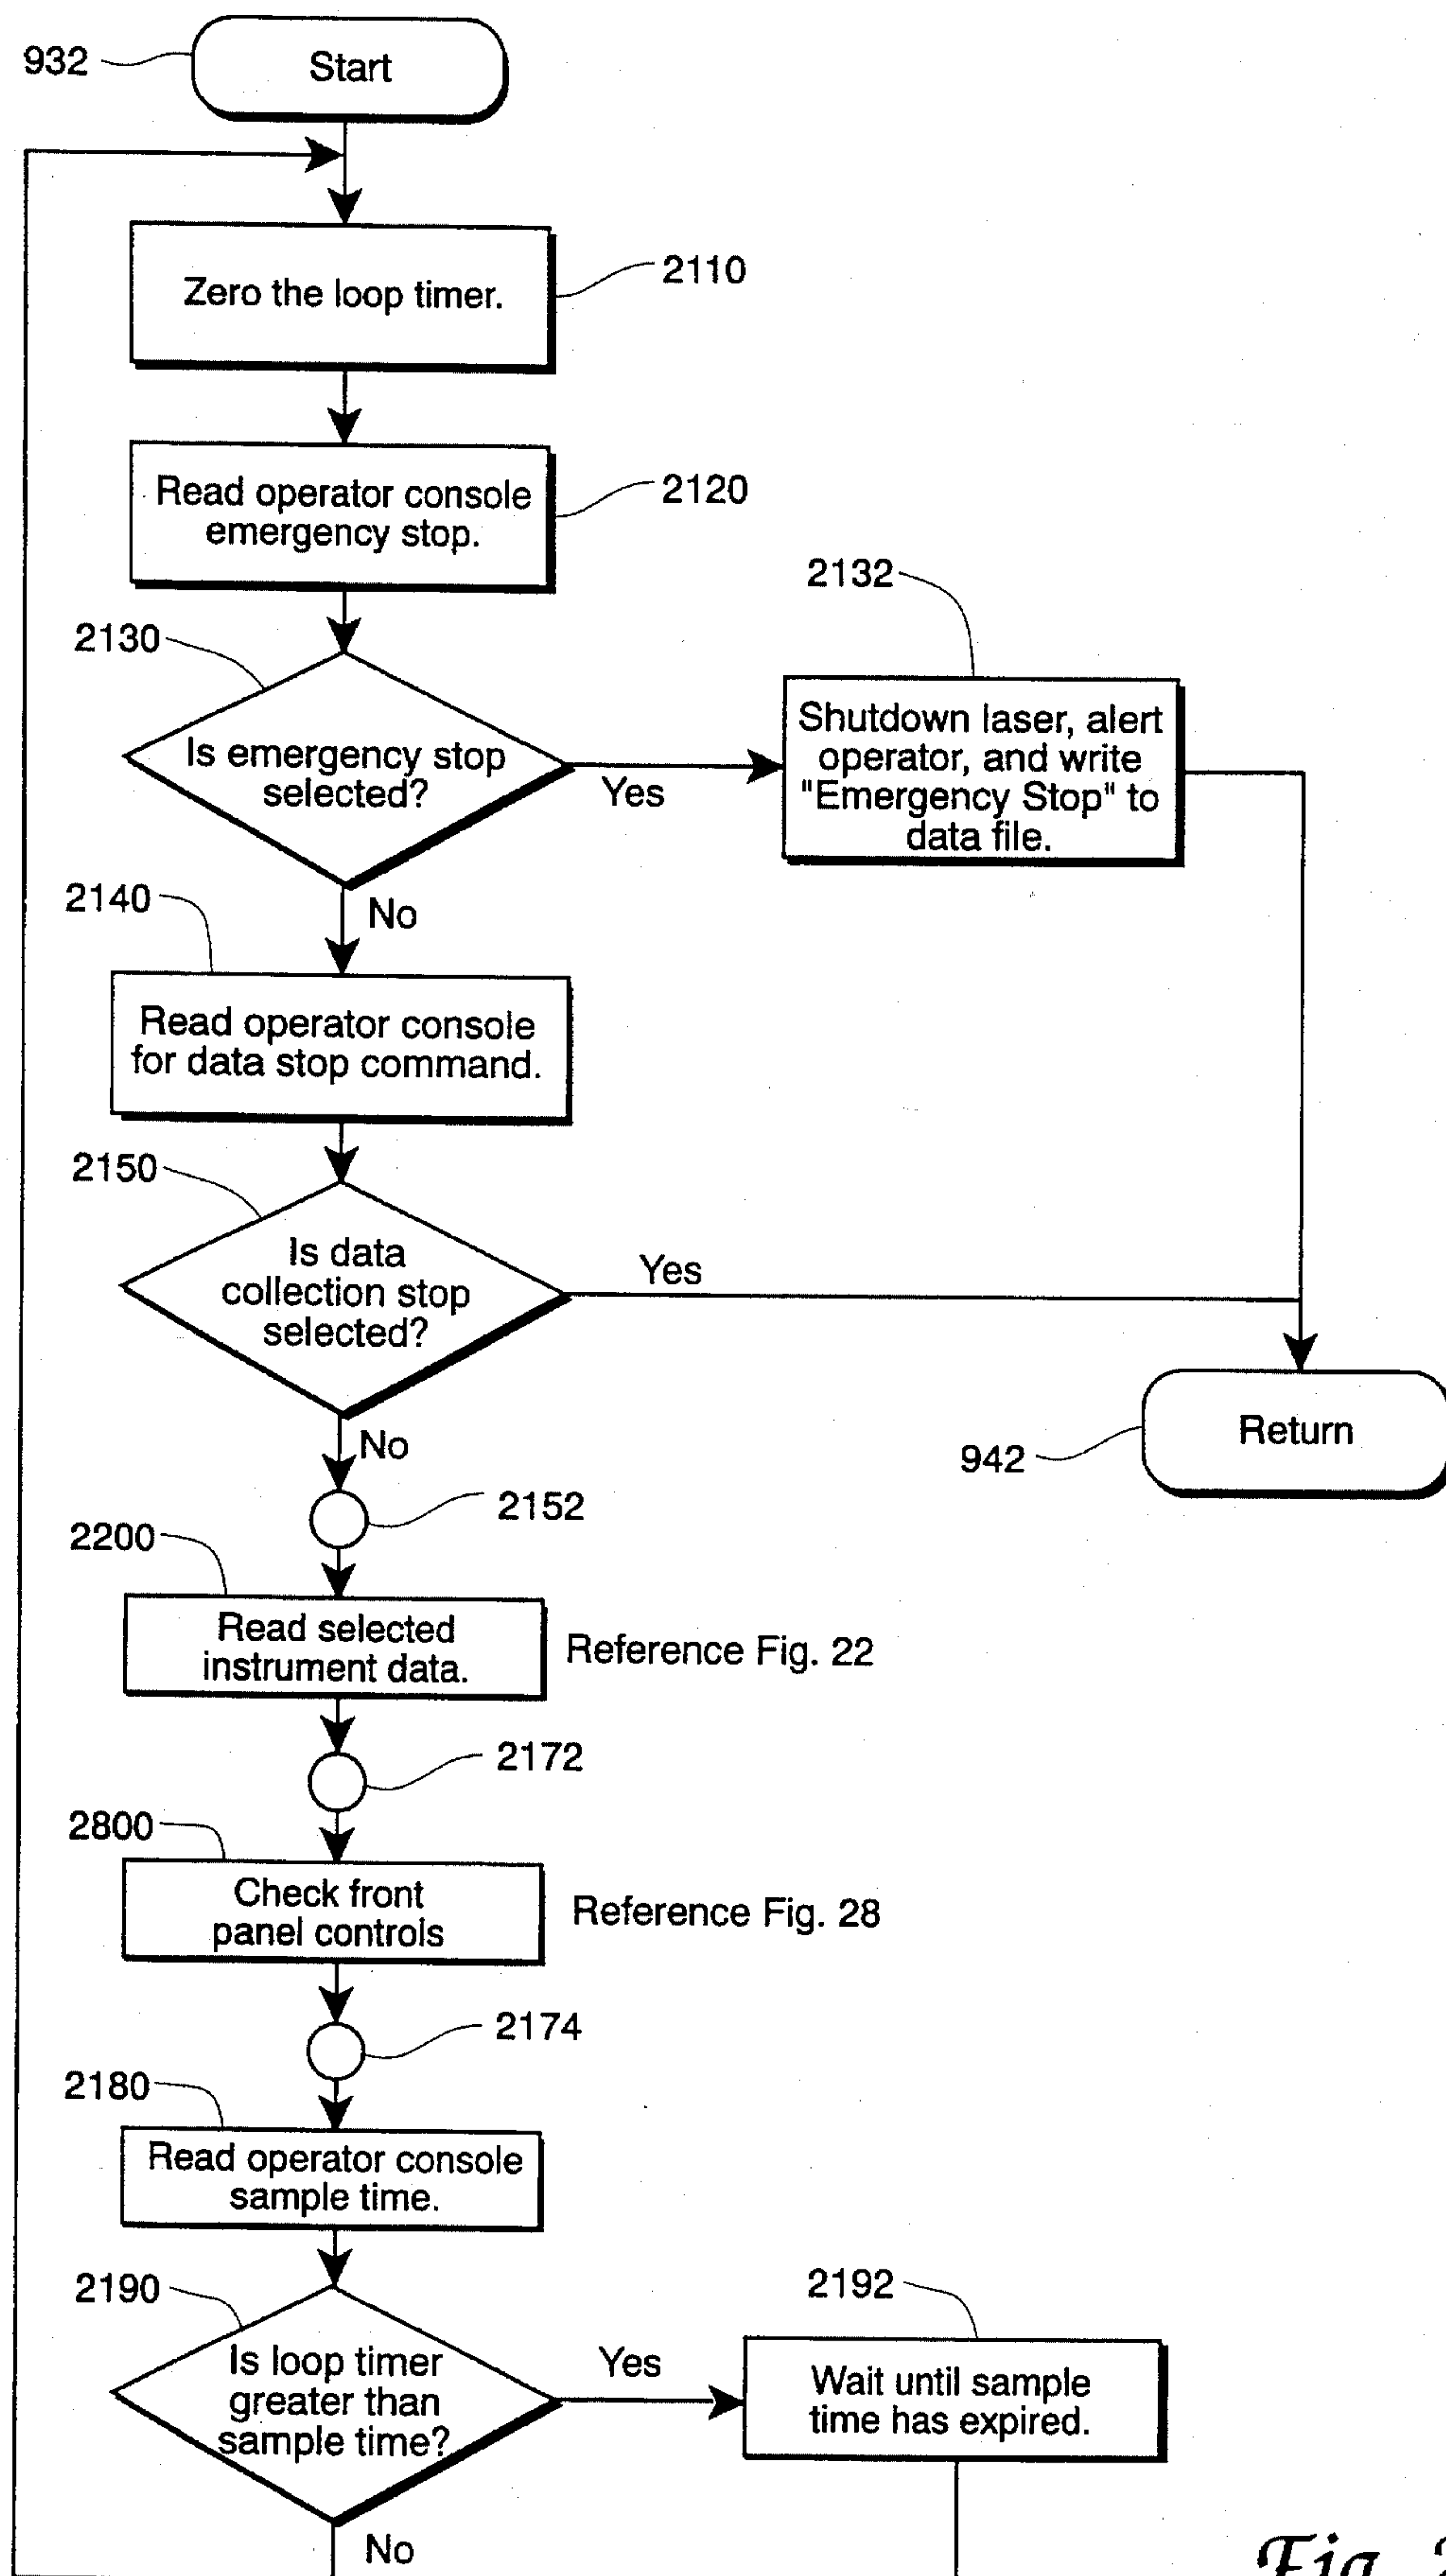 932
Start
Zero the loop timer.
2110
Read operator console
emergency stop.
2120
2130
Is emergency stop
selected?
Yes
2132
Shutdown laser, alert
operator, and write
"Emergency Stop" to
data file.
No
2140
Read operator console
for data stop command.
2150
Is data
collection stop
selected?
Yes
Return
942
No
2152
2200
Read selected
instrument data.
Reference Fig. 22
2172
2800
Check front
panel controls
Reference Fig. 28
2174
2180
Read operator console
sample time.
2190
Is loop timer
greater than
sample time?
Yes
2192
Wait until sample
time has expired.
No
Fig.